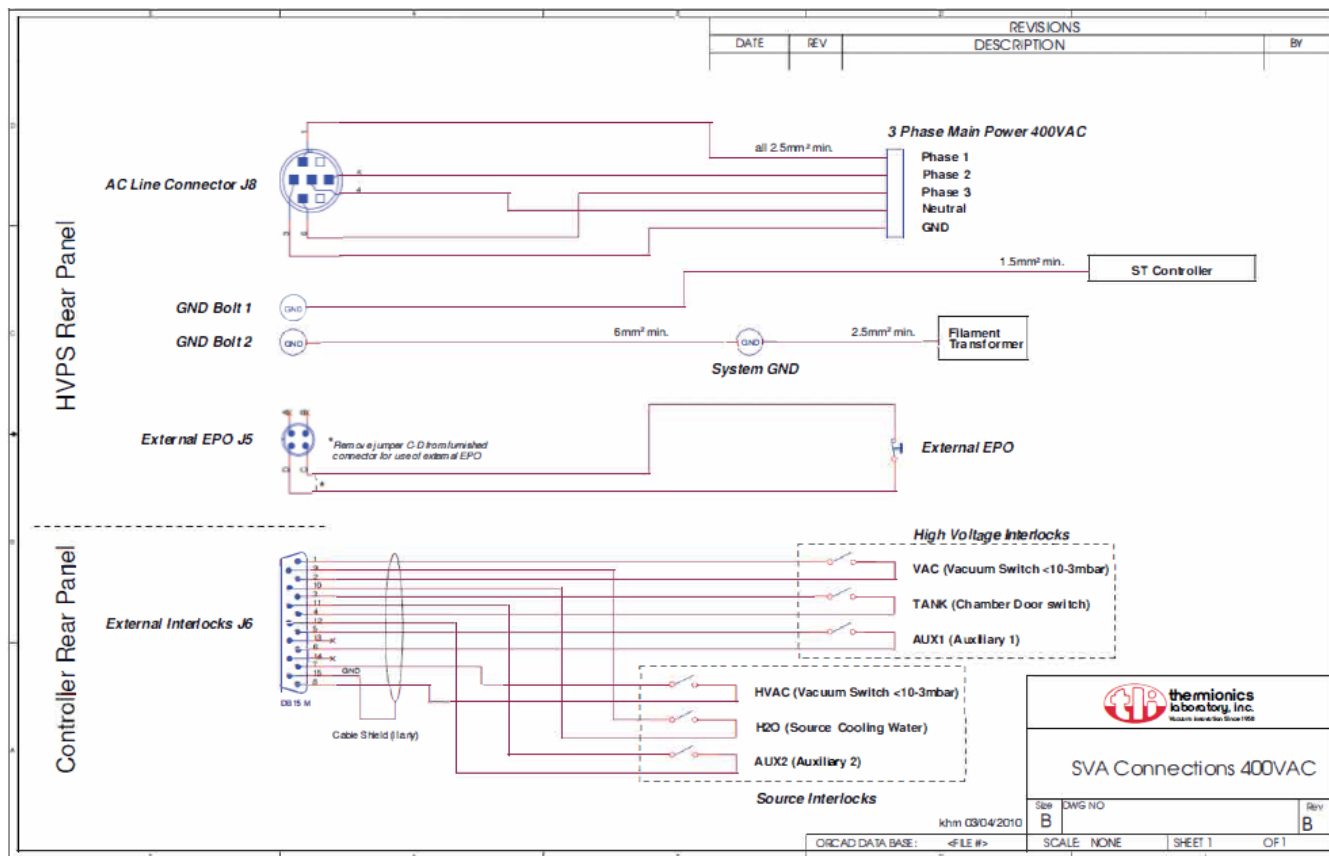 REVISIONS
DATE REV DESCRIPTION BY
3 Phase Main Power 400VAC
all 2.5mm² min.
Phase 1
Phase 2
Phase 3
Neutral
GND
AC Line Connector J8
HVPS Rear Panel
1.5mm² min.
ST Controller
GND Bolt 1
GND
GND Bolt 2
GND
6mm² min.
GND
2.5mm² min.
Filament
Transformer
System GND
External EPO J5
*Remove jumper C-D from furnished
connector for use of external EPO
*
External EPO
Controller Rear Panel
External Interlocks J6
1
9
2
10
3
11
4
12
5
13
6
14
7
15
8
GND
DB15 M
Cable Shield (if any)
High Voltage Interlocks
VAC (Vacuum Switch <10-3mbar)
TANK (Chamber Door switch)
AUX1 (Auxiliary 1)
HVAC (Vacuum Switch <10-3mbar)
H2O (Source Cooling Water)
AUX2 (Auxiliary 2)
Source Interlocks
khm 03/04/2010
tli thermionics
laboratory, inc.
Vacuum Innovation Since 1958
SVA Connections 400VAC
Size DWG NO Rev
B B
ORCAD DATA BASE: <FILE #> SCALE: NONE SHEET 1 OF 1